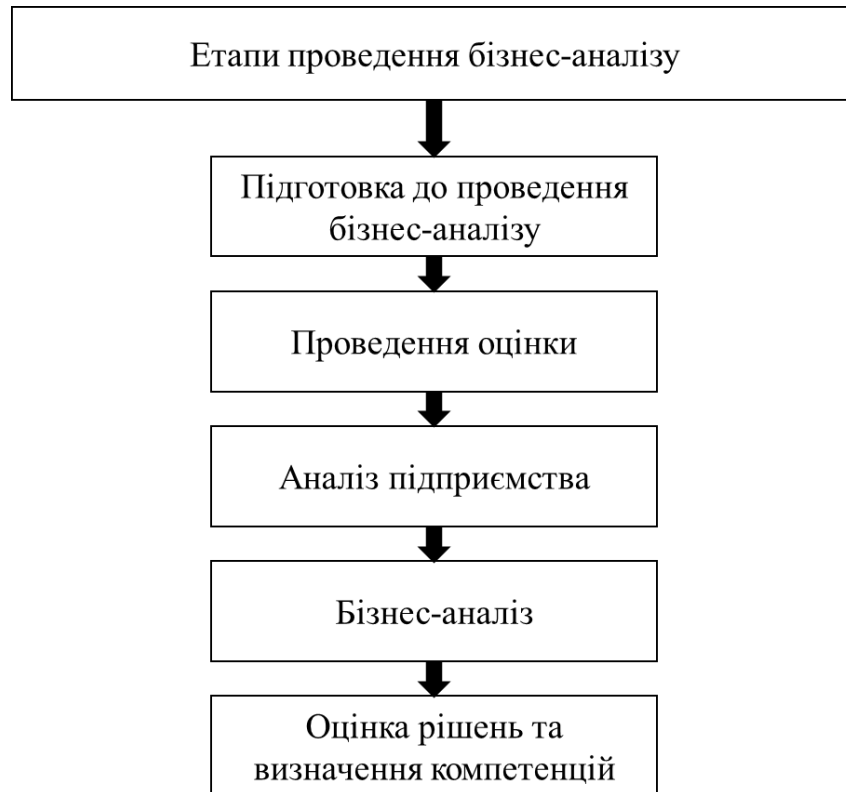 Етапи проведення бізнес-аналізу
Підготовка до проведення
бізнес-аналізу
Проведення оцінки
Аналіз підприємства
Бізнес-аналіз
Оцінка рішень та
визначення компетенцій